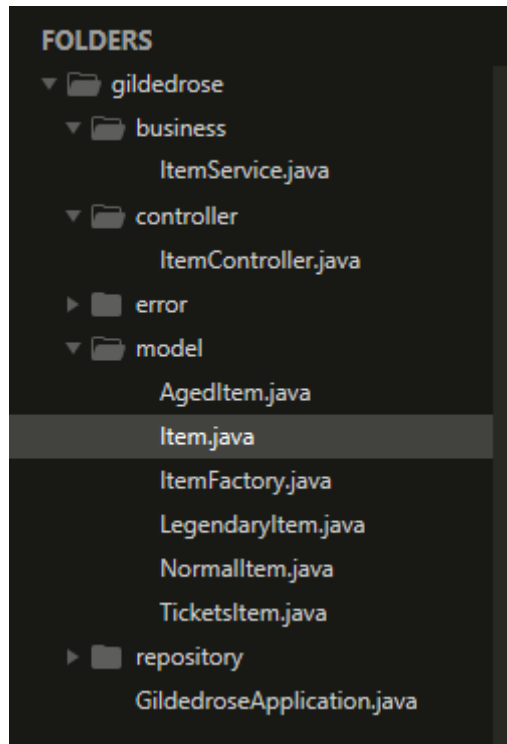 FOLDERS
gildedrose
business
ItemService.java
controller
ItemController.java
error
model
AgedItem.java
Item.java
ItemFactory.java
LegendaryItem.java
NormalItem.java
TicketsItem.java
repository
GildedroseApplication.java